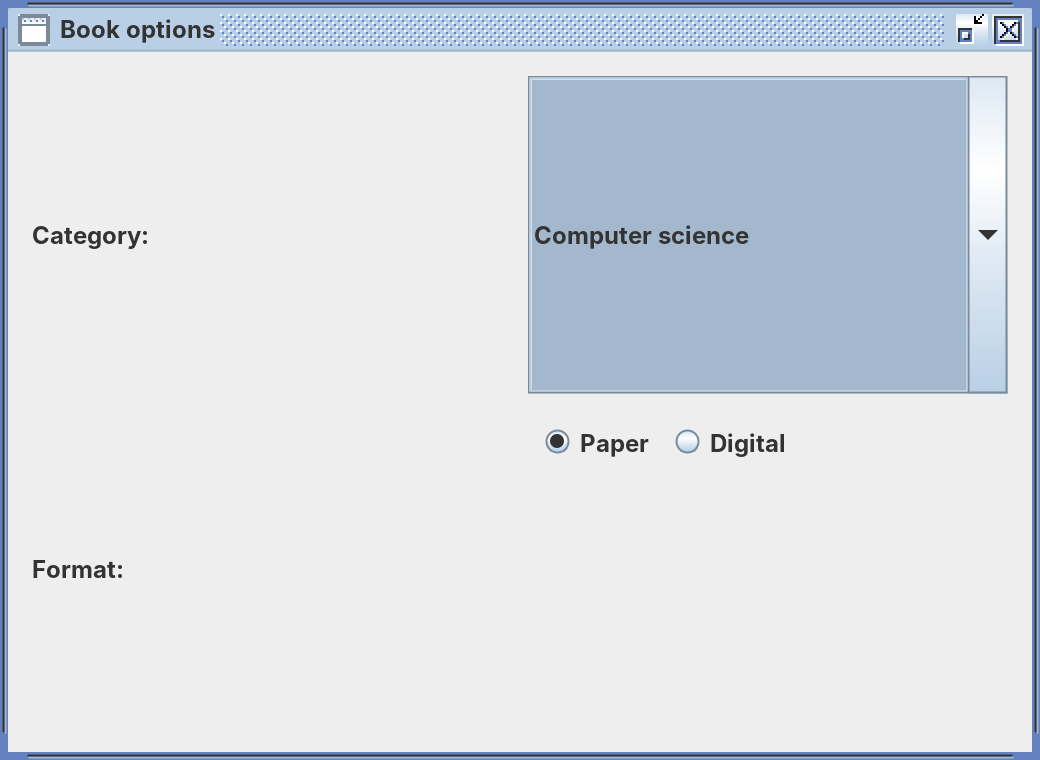 Book options
Category:
Computer science
Paper
Digital
Format: